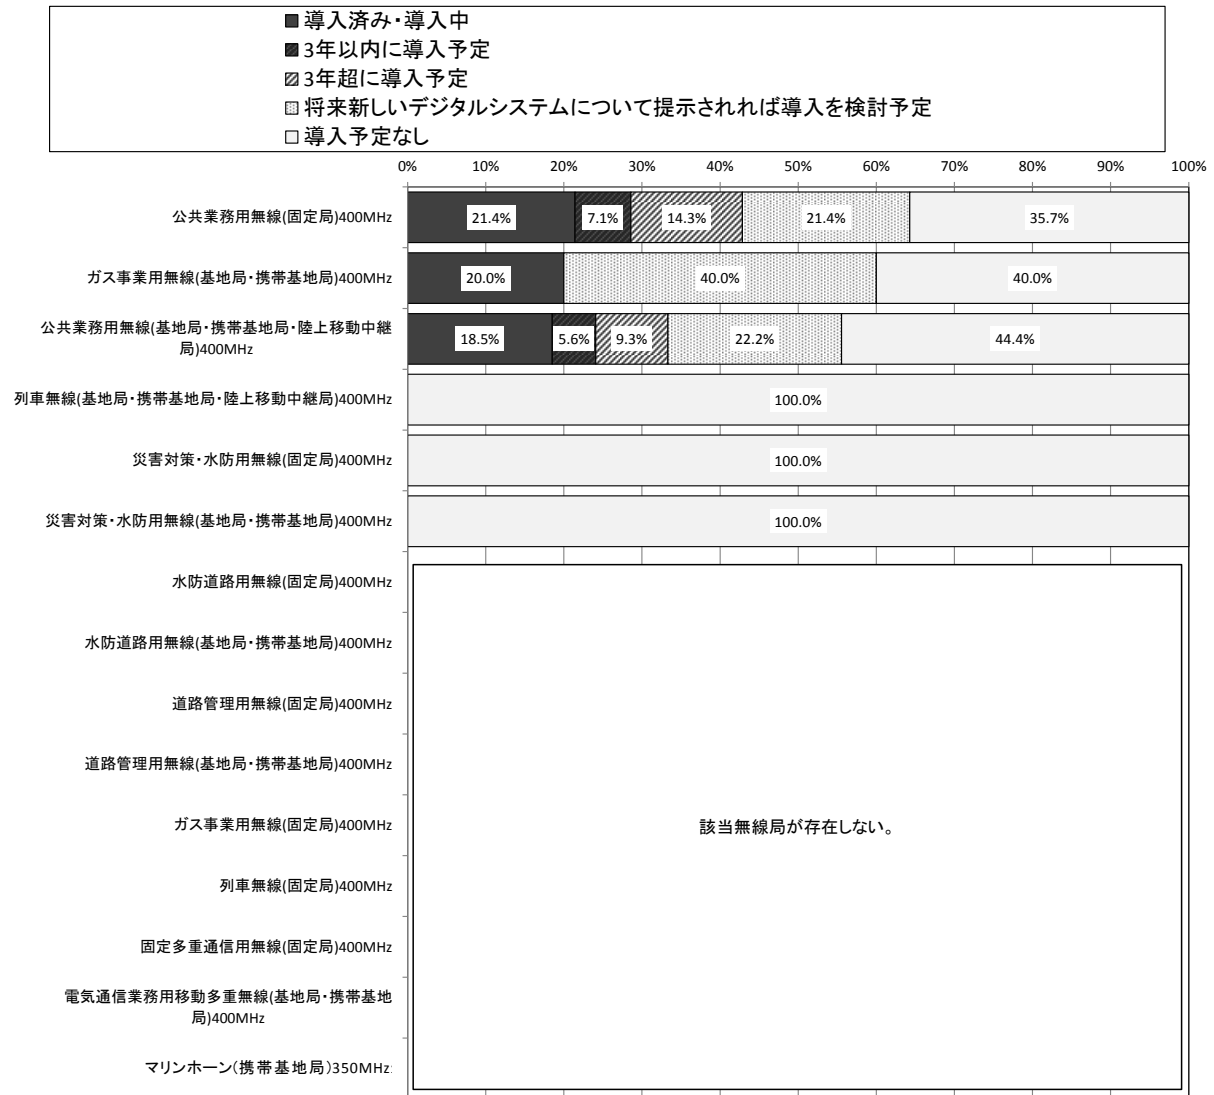 導入済み・導入中
3年以内に導入予定
3年超に導入予定
将来新しいデジタルシステムについて提示されれば導入を検討予定
導入予定なし
0% 10% 20% 30% 40% 50% 60% 70% 80% 90% 100%
公共業務用無線(固定局)400MHz 21.4% 7.1% 14.3% 21.4% 35.7%
ガス事業用無線(基地局・携帯基地局)400MHz 20.0% 40.0% 40.0%
公共業務用無線(基地局・携帯基地局・陸上移動中継
局)400MHz 18.5% 5.6% 9.3% 22.2% 44.4%
列車無線(基地局・携帯基地局・陸上移動中継局)400MHz 100.0%
災害対策・水防用無線(固定局)400MHz 100.0%
災害対策・水防用無線(基地局・携帯基地局)400MHz 100.0%
水防道路用無線(固定局)400MHz
水防道路用無線(基地局・携帯基地局)400MHz
道路管理用無線(固定局)400MHz
道路管理用無線(基地局・携帯基地局)400MHz
ガス事業用無線(固定局)400MHz 該当無線局が存在しない。
列車無線(固定局)400MHz
固定多重通信用無線(固定局)400MHz
電気通信業務用移動多重無線(基地局・携帯基地
局)400MHz
マリンホーン(携帯基地局)350MHz